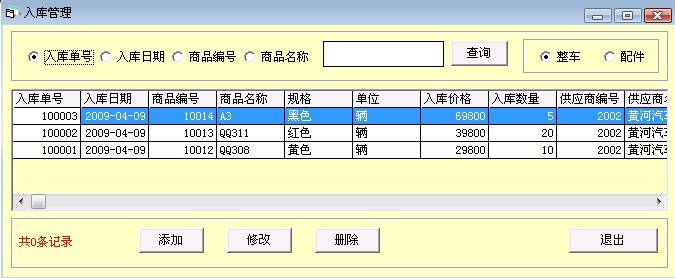 入库管理
入库单号 入库日期 商品编号 商品名称 查询 整车 配件
入库单号 入库日期 商品编号 商品名称 规格 单位 入库价格 入库数量 供应商编号 供应商
100003 2009-04-09 10014 A3 黑色 辆 69800 5 2002 黄河汽
100002 2009-04-09 10013 QQ311 红色 辆 39800 20 2002 黄河汽
100001 2009-04-09 10012 QQ308 黄色 辆 29800 10 2002 黄河汽
共0条记录 添加 修改 删除 退出